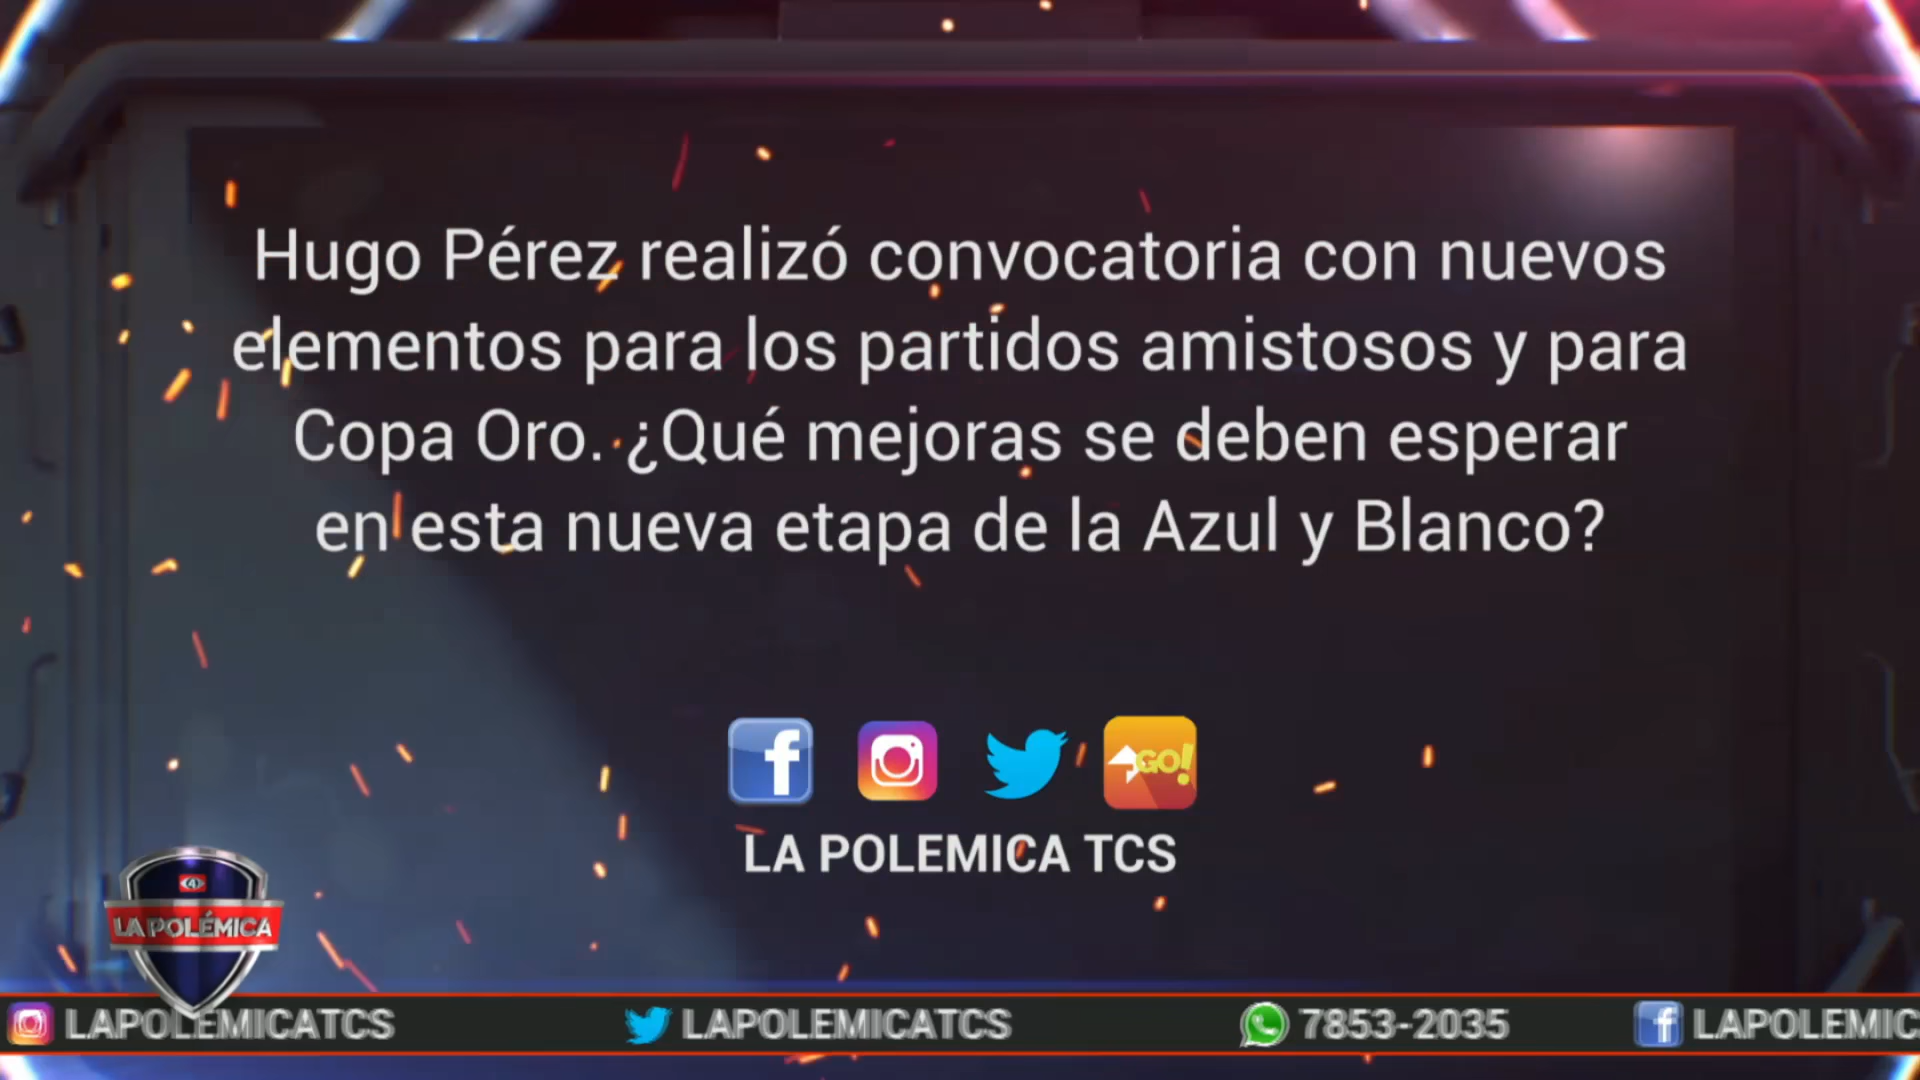 Hugo Pérez realizó convocatoria con nuevos
elementos para los partidos amistosos y para
Copa Oro. ¿Qué mejoras se deben esperar
en esta nueva etapa de la Azul y Blanco?
f
GO!
LA POLEMICA TCS
4
LA POLÉMICA
LAPOLEMICATCS
LAPOLEMICATCS
7853-2035
f LAPOLEMIC